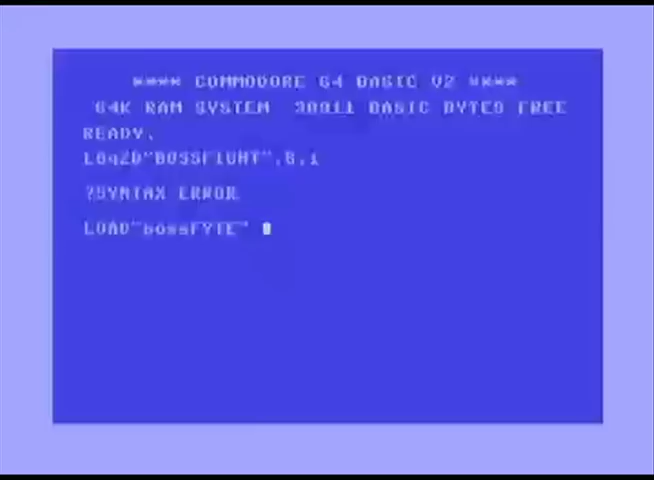 **** COMMODORE 64 BASIC V2 ****
64K RAM SYSTEM 38911 BASIC BYTES FREE
READY.
LOqZD"BOSSFIGHT",8,1
?SYNTAX ERROR
LOAD"bossFYTE"